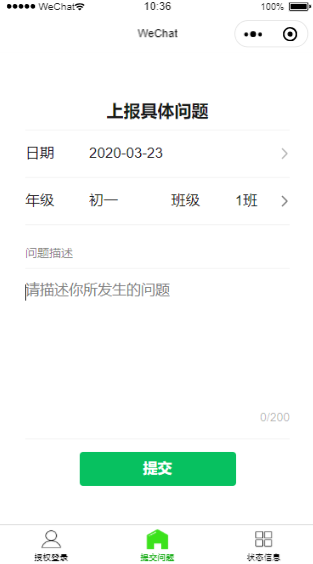 WeChat 10:36 100%
WeChat
上报具体问题
日期 2020-03-23
年级 初一 班级 1班
问题描述
请描述你所发生的问题
0/200
提交
授权登录 提交问题 状态信息